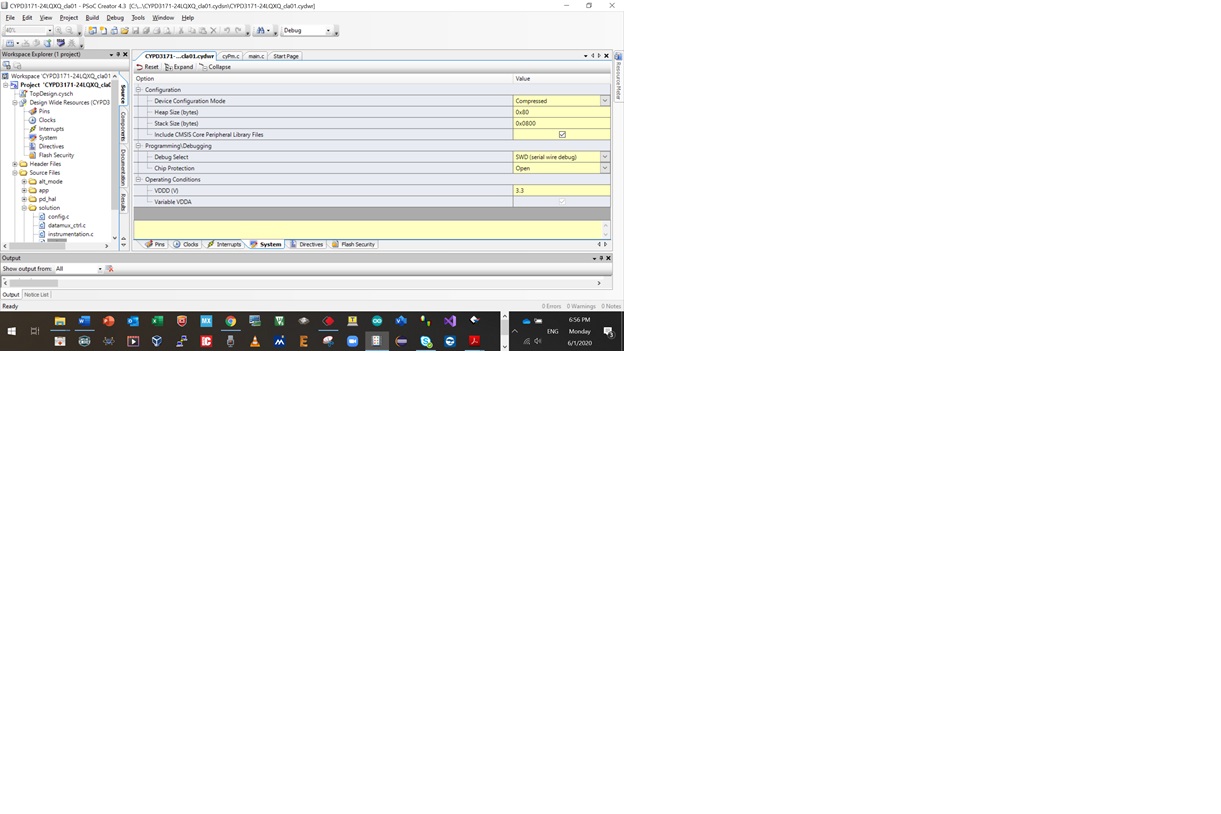 CYPD3171-24LQXQ_cla01 - PSoC Creator 4.3 [C:\...\CYPD3171-24LQXQ_cla01.cydsn\CYPD3171-24LQXQ_cla01.cydwr]
File Edit View Project Build Debug Tools Window Help
40% Debug
Workspace Explorer (1 project)
Workspace 'CYPD3171-24LQXQ_cla01
Project 'CYPD3171-24LQXQ_cla0
TopDesign.cysch
Design Wide Resources (CYPD3
Pins
Clocks
Interrupts
System
Directives
Flash Security
Header Files
Source Files
alt_mode
app
pd_hal
solution
config.c
datamux_ctrl.c
instrumentation.c
Source
Components
Documentation
Results
CYPD3171- ...cla01.cydwr cyPm.c main.c Start Page
Reset Expand Collapse
Option Value
Configuration
Device Configuration Mode Compressed
Heap Size (bytes) 0x80
Stack Size (bytes) 0x0800
Include CMSIS Core Peripheral Library Files
Programming\Debugging
Debug Select SWD (serial wire debug)
Chip Protection Open
Operating Conditions
VDDD (V) 3.3
Variable VDDA
Pins Clocks Interrupts System Directives Flash Security
Resource Meter
Output
Show output from: All
Output Notice List
Ready 0 Errors 0 Warnings 0 Notes
ENG
6:56 PM
Monday
6/1/2020